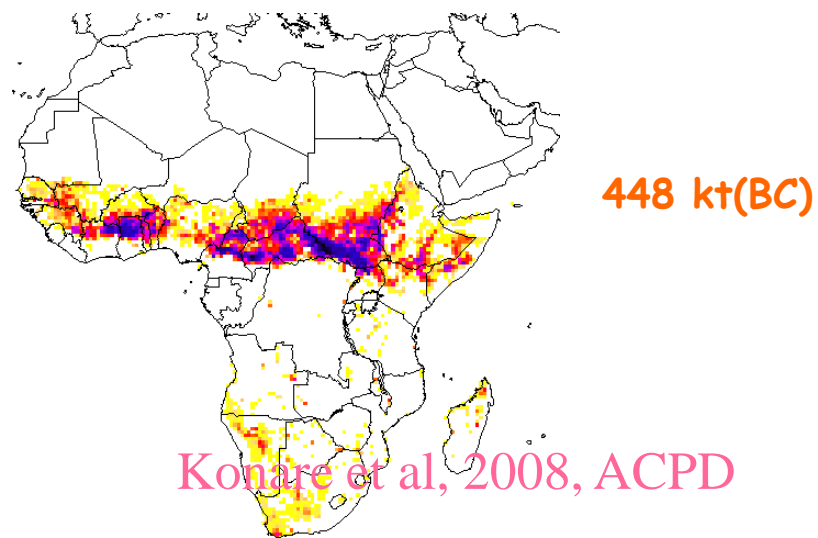 448 kt(BC)
Konare et al, 2008, ACPD